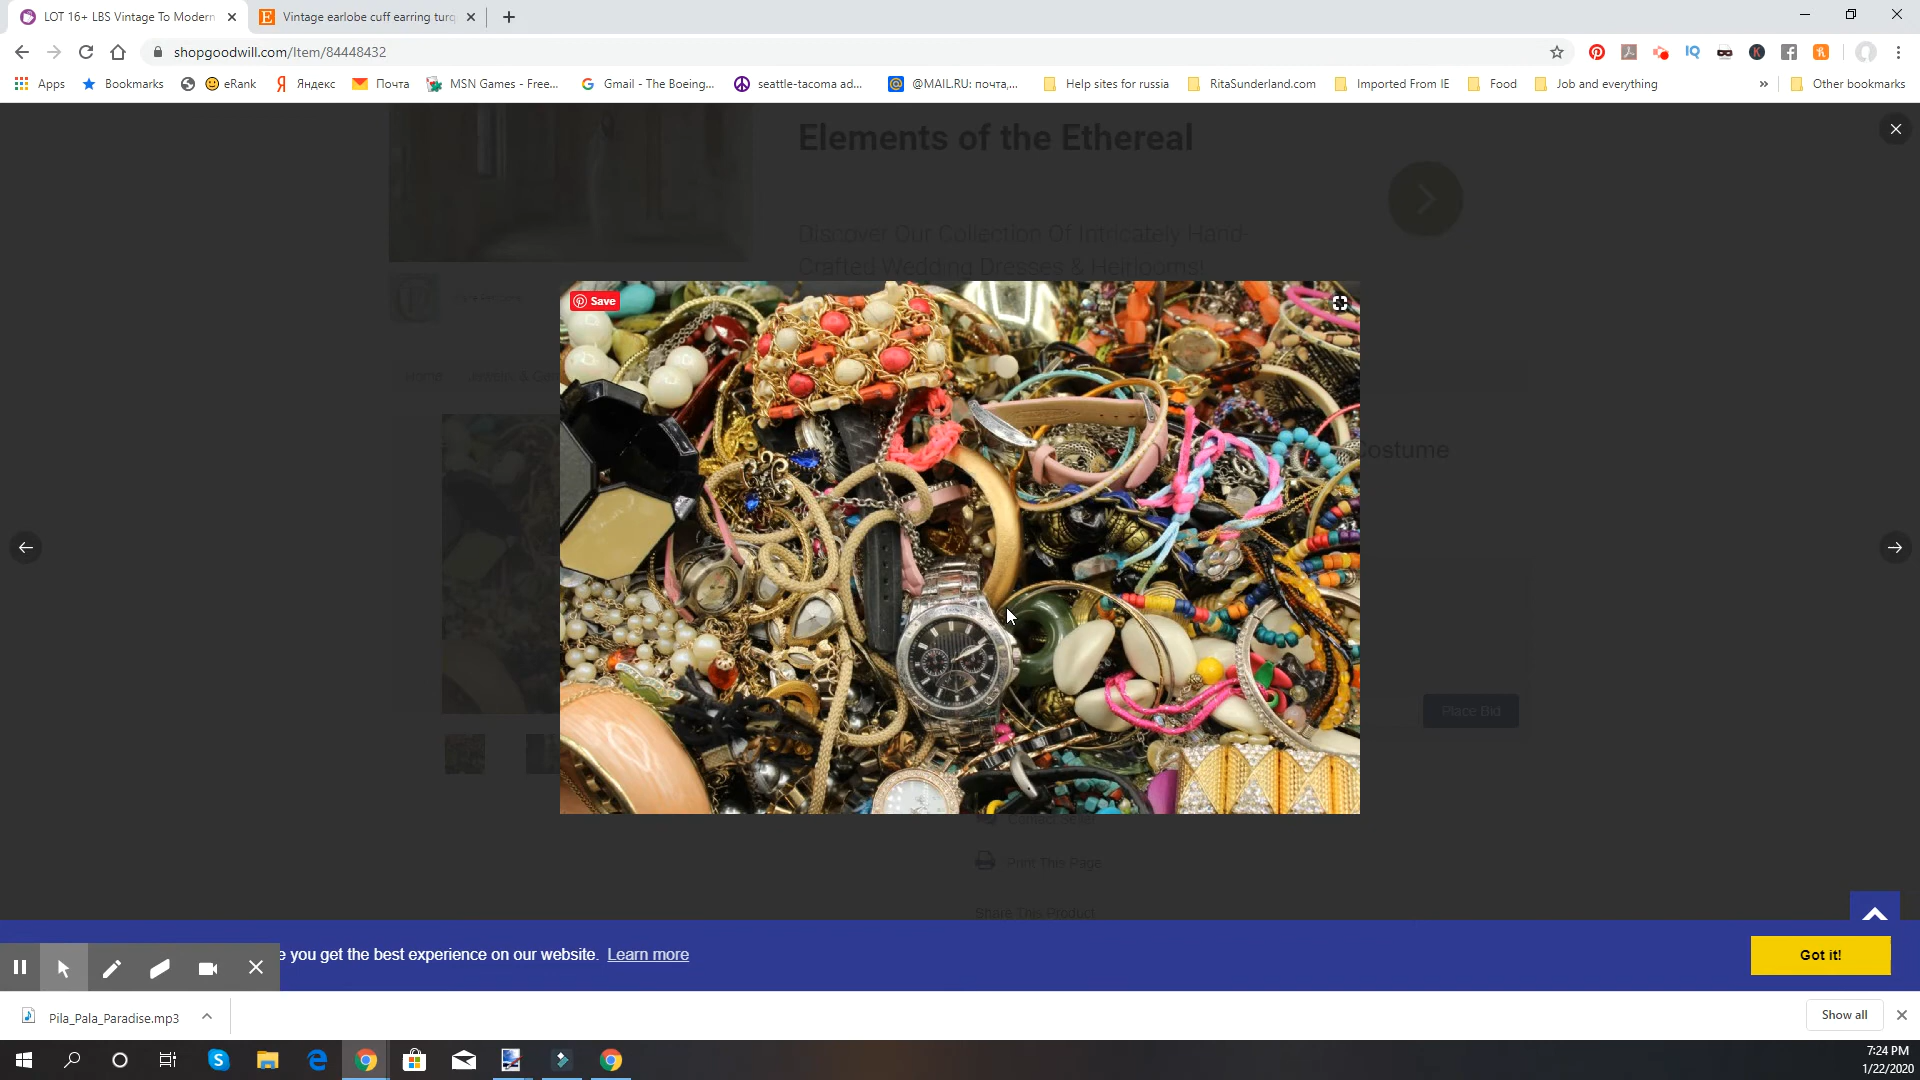 LOT 16+ LBS Vintage To Modern
Vintage earlobe cuff earring turq
shopgoodwill.com/Item/84448432
Apps
Bookmarks
eRank
Яндекс
Почта
MSN Games - Free...
Gmail - The Boeing...
seattle-tacoma ad...
@MAIL.RU: почта,...
Help sites for russia
RitaSunderland.com
Imported From IE
Food
Job and everything
»
Other bookmarks
Elements of the Ethereal
Discover Our Collection Of Intricately Hand-
Crafted Wedding Dresses & Heirlooms!
Save
Home
Costume
Place Bid
Contact Seller
Print This Page
Share This Product
e you get the best experience on our website. Learn more
Got it!
Pila_Pala_Paradise.mp3
Show all
7:24 PM
1/22/2020